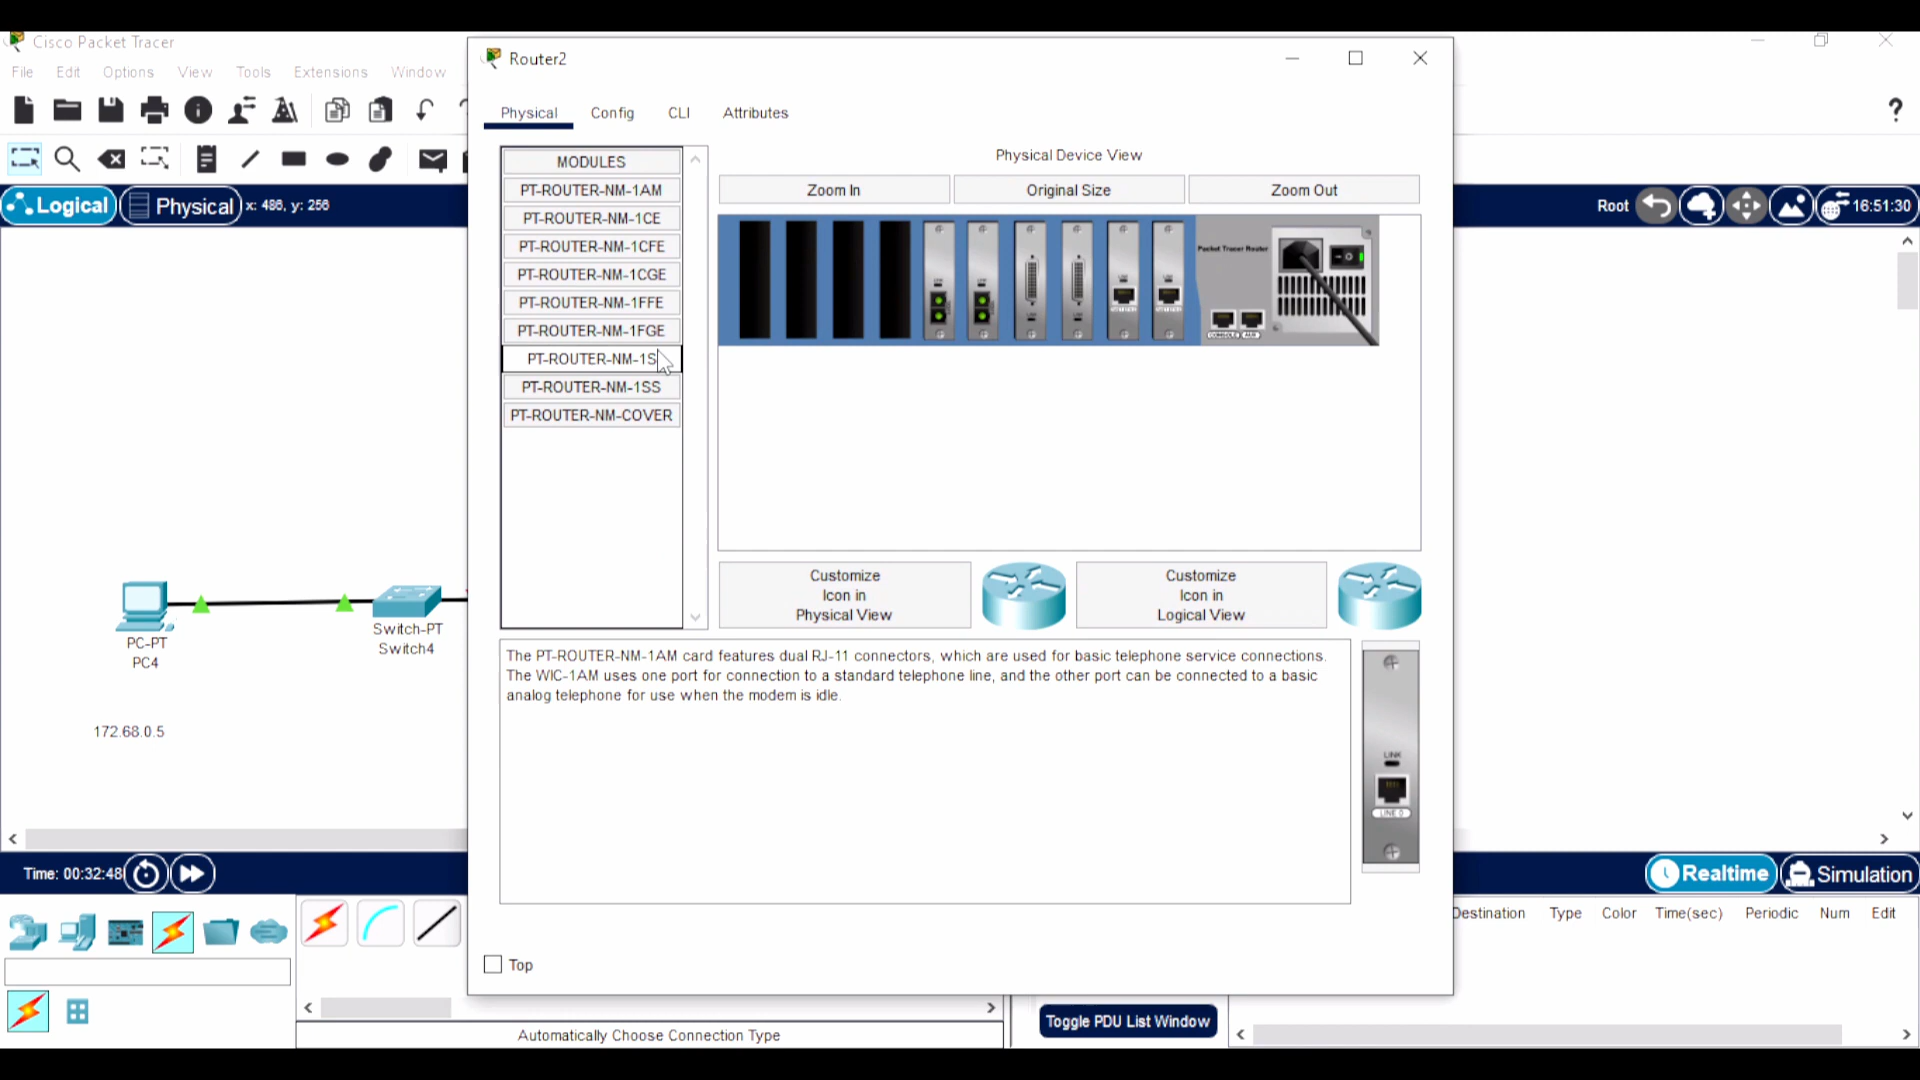 Cisco Packet Tracer
File Edit Options View Tools Extensions Window
Logical Physical x: 486, y: 256
Root 16:51:30
Router2
Physical Config CLI Attributes
MODULES
PT-ROUTER-NM-1AM
PT-ROUTER-NM-1CE
PT-ROUTER-NM-1CFE
PT-ROUTER-NM-1CGE
PT-ROUTER-NM-1FFE
PT-ROUTER-NM-1FGE
PT-ROUTER-NM-1S
PT-ROUTER-NM-1SS
PT-ROUTER-NM-COVER
Physical Device View
Zoom In Original Size Zoom Out
Packet Tracer Router
CONSOLE AUX
Customize
Icon in
Physical View
Customize
Icon in
Logical View
The PT-ROUTER-NM-1AM card features dual RJ-11 connectors, which are used for basic telephone service connections.
The WIC-1AM uses one port for connection to a standard telephone line, and the other port can be connected to a basic
analog telephone for use when the modem is idle.
LINK
LINE 0
Top
PC-PT
PC4
Switch-PT
Switch4
172.68.0.5
Time: 00:32:48
Realtime Simulation
Destination Type Color Time(sec) Periodic Num Edit
Toggle PDU List Window
Automatically Choose Connection Type